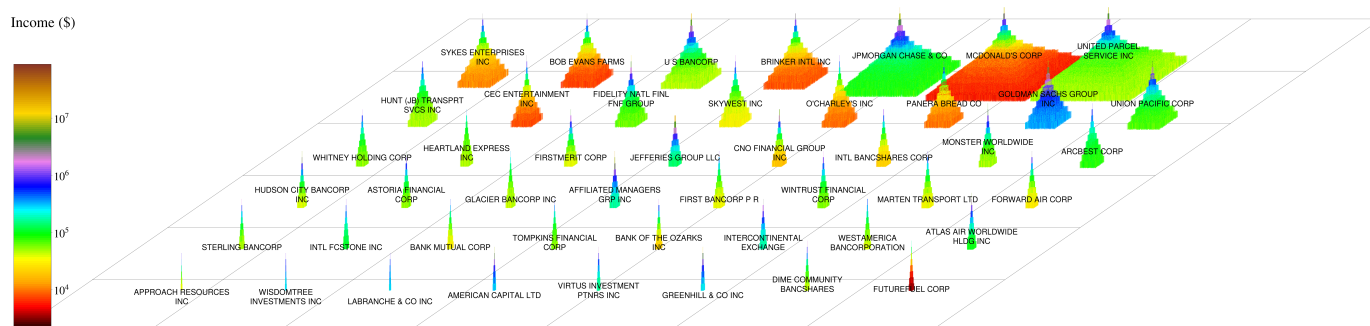 Income ($)
10^7
10^6
10^5
10^4
SYKES ENTERPRISES
INC
BOB EVANS FARMS
U S BANCORP
BRINKER INTL INC
JPMORGAN CHASE & CO
MCDONALD'S CORP
UNITED PARCEL
SERVICE INC
HUNT (JB) TRANSPRT
SVCS INC
CEC ENTERTAINMENT
INC
FIDELITY NATL FINL
FNF GROUP
SKYWEST INC
O'CHARLEY'S INC
PANERA BREAD CO
GOLDMAN SACHS GROUP
INC
UNION PACIFIC CORP
WHITNEY HOLDING CORP
HEARTLAND EXPRESS
INC
FIRSTMERIT CORP
JEFFERIES GROUP LLC
CNO FINANCIAL GROUP
INC
INTL BANCSHARES CORP
MONSTER WORLDWIDE
INC
ARCBEST CORP
HUDSON CITY BANCORP
INC
ASTORIA FINANCIAL
CORP
GLACIER BANCORP INC
AFFILIATED MANAGERS
GRP INC
FIRST BANCORP P R
WINTRUST FINANCIAL
CORP
MARTEN TRANSPORT LTD
FORWARD AIR CORP
STERLING BANCORP
INTL FCSTONE INC
BANK MUTUAL CORP
TOMPKINS FINANCIAL
CORP
BANK OF THE OZARKS
INC
INTERCONTINENTAL
EXCHANGE
WESTAMERICA
BANCORPORATION
ATLAS AIR WORLDWIDE
HLDG INC
APPROACH RESOURCES
INC
WISDOMTREE
INVESTMENTS INC
LABRANCHE & CO INC
AMERICAN CAPITAL LTD
VIRTUS INVESTMENT
PTNRS INC
GREENHILL & CO INC
DIME COMMUNITY
BANCSHARES
FUTUREFUEL CORP